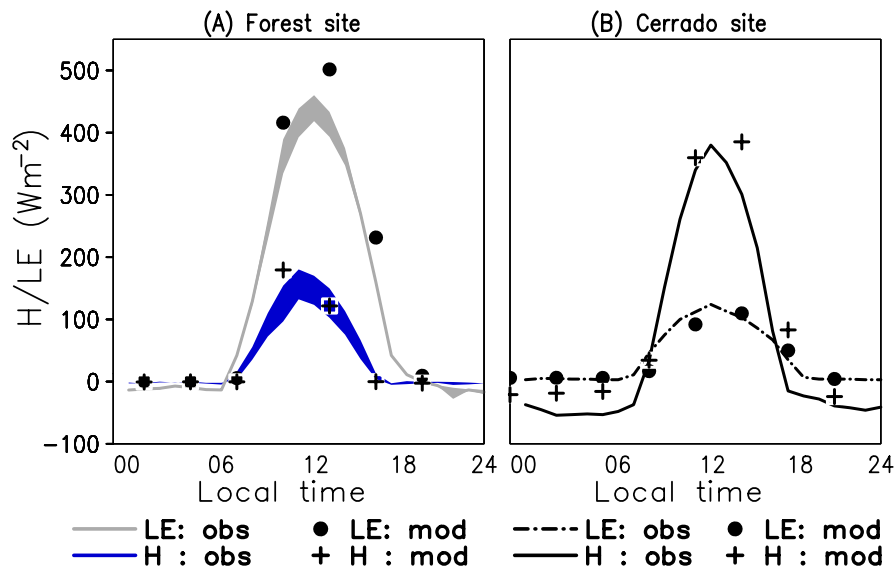 (A) Forest site
(B) Cerrado site
H/LE (Wm−2)
500
400
300
200
100
0
−100
00 06 12 18 24
00 06 12 18 24
Local time
Local time
LE: obs LE: mod LE: obs LE: mod
H : obs H : mod H : obs H : mod